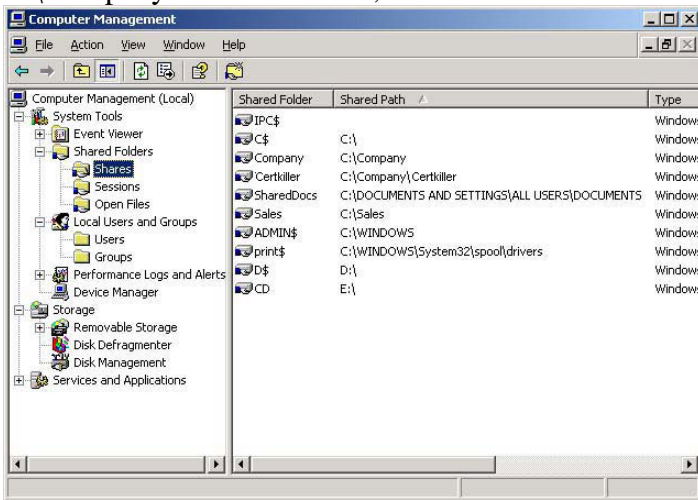 Computer Management
File Action View Window Help
Computer Management (Local)
System Tools
Event Viewer
Shared Folders
Shares
Sessions
Open Files
Local Users and Groups
Users
Groups
Performance Logs and Alerts
Device Manager
Storage
Removable Storage
Disk Defragmenter
Disk Management
Services and Applications
Shared Folder Shared Path Type
IPC$ Window
C$ C:\ Window
Company C:\Company Window
Certkiller C:\Company\Certkiller Window
SharedDocs C:\DOCUMENTS AND SETTINGS\ALL USERS\DOCUMENTS Window
Sales C:\Sales Window
ADMIN$ C:\WINDOWS Window
print$ C:\WINDOWS\System32\spool\drivers Window
D$ D:\ Window
CD E:\ Window